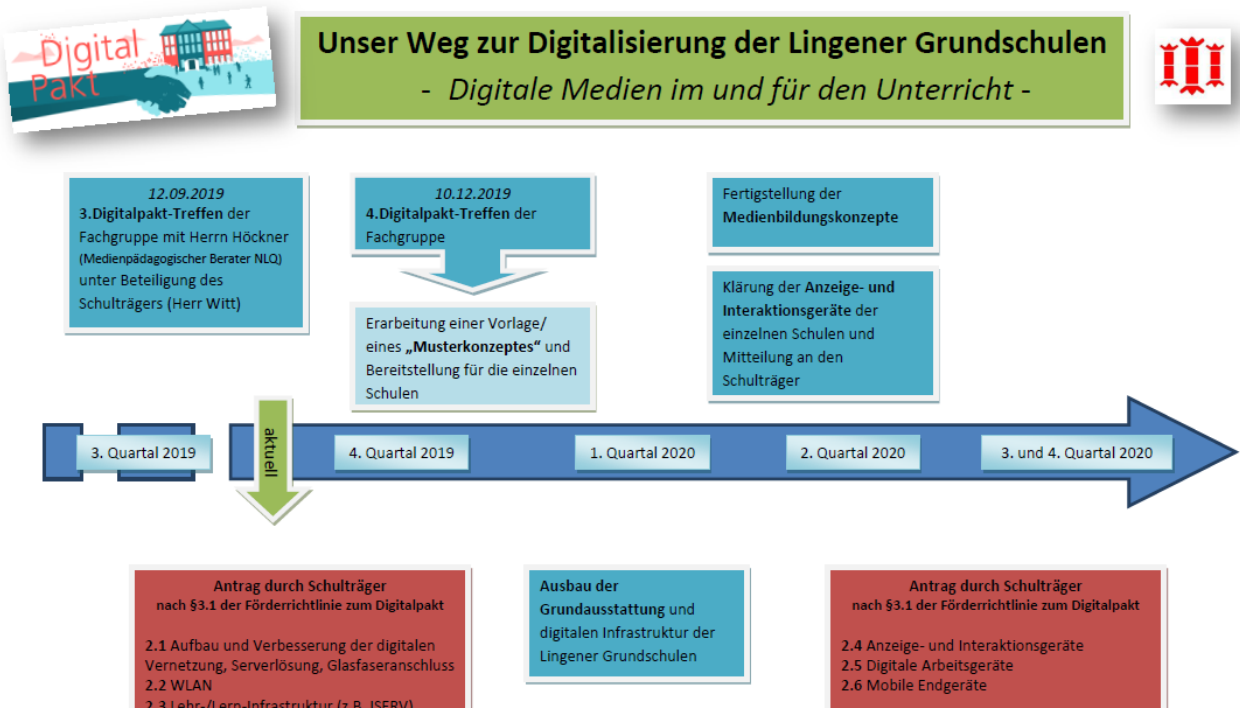 Digital
Pakt
Unser Weg zur Digitalisierung der Lingener Grundschulen
- Digitale Medien im und für den Unterricht -
12.09.2019
3.Digitalpakt-Treffen der
Fachgruppe mit Herrn Höckner
(Medienpädagogischer Berater NLQ)
unter Beteiligung des
Schulträgers (Herr Witt)
10.12.2019
4.Digitalpakt-Treffen der
Fachgruppe
Erarbeitung einer Vorlage/
eines „Musterkonzeptes“ und
Bereitstellung für die einzelnen
Schulen
Fertigstellung der
Medienbildungskonzepte
Klärung der Anzeige- und
Interaktionsgeräte der
einzelnen Schulen und
Mitteilung an den
Schulträger
3. Quartal 2019
aktuell
4. Quartal 2019
1. Quartal 2020
2. Quartal 2020
3. und 4. Quartal 2020
Antrag durch Schulträger
nach §3.1 der Förderrichtlinie zum Digitalpakt
2.1 Aufbau und Verbesserung der digitalen
Vernetzung, Serverlösung, Glasfaseranschluss
2.2 WLAN
2.3 Lehr-/Lern-Infrastruktur (z.B. ISERV)
Ausbau der
Grundausstattung und
digitalen Infrastruktur der
Lingener Grundschulen
Antrag durch Schulträger
nach §3.1 der Förderrichtlinie zum Digitalpakt
2.4 Anzeige- und Interaktionsgeräte
2.5 Digitale Arbeitsgeräte
2.6 Mobile Endgeräte